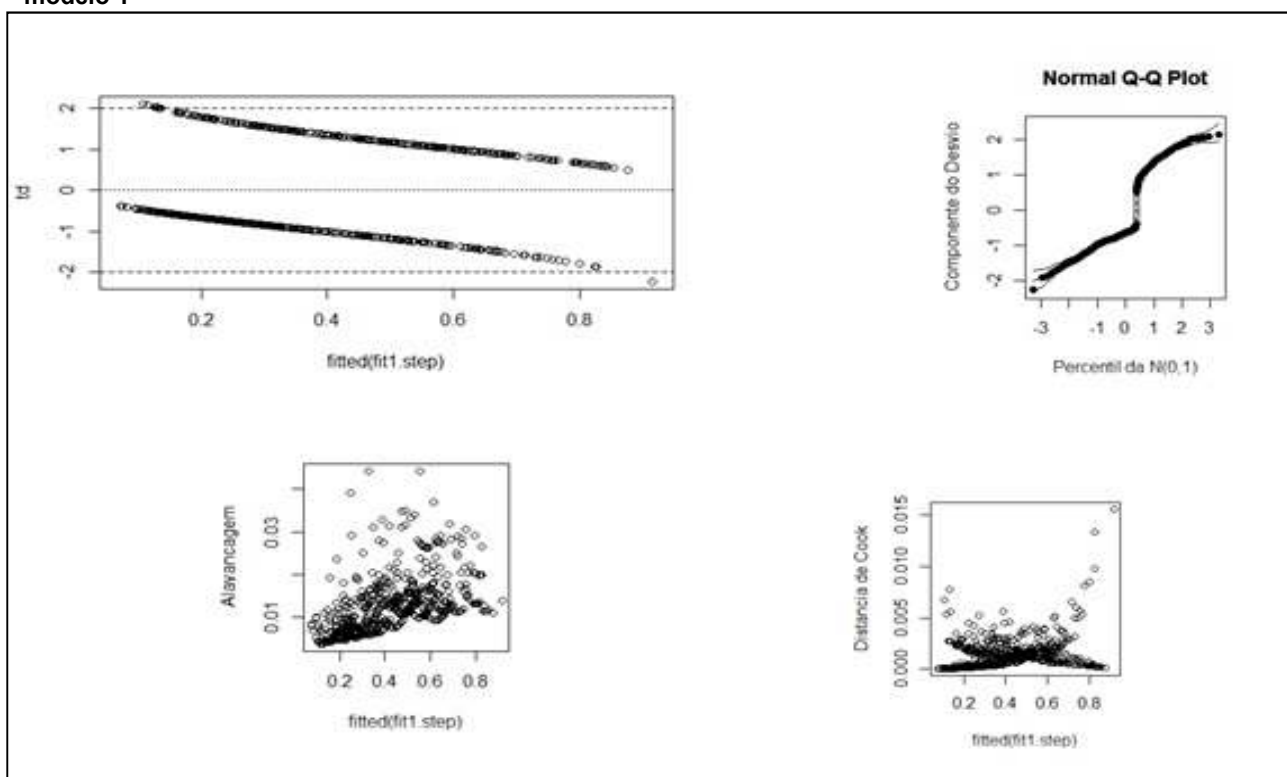 modelo 1
td
2
1
0
-1
-2
0.2 0.4 0.6 0.8
fitted(fit1.step)
Normal Q-Q Plot
Componente do Desvio
2
1
0
-1
-2
-3 -1 0 1 2 3
Percentil da N(0,1)
Alavancagem
0.03
0.01
0.2 0.4 0.6 0.8
fitted(fit1.step)
Distancia de Cook
0.015
0.010
0.005
0.000
0.2 0.4 0.6 0.8
fitted(fit1.step)